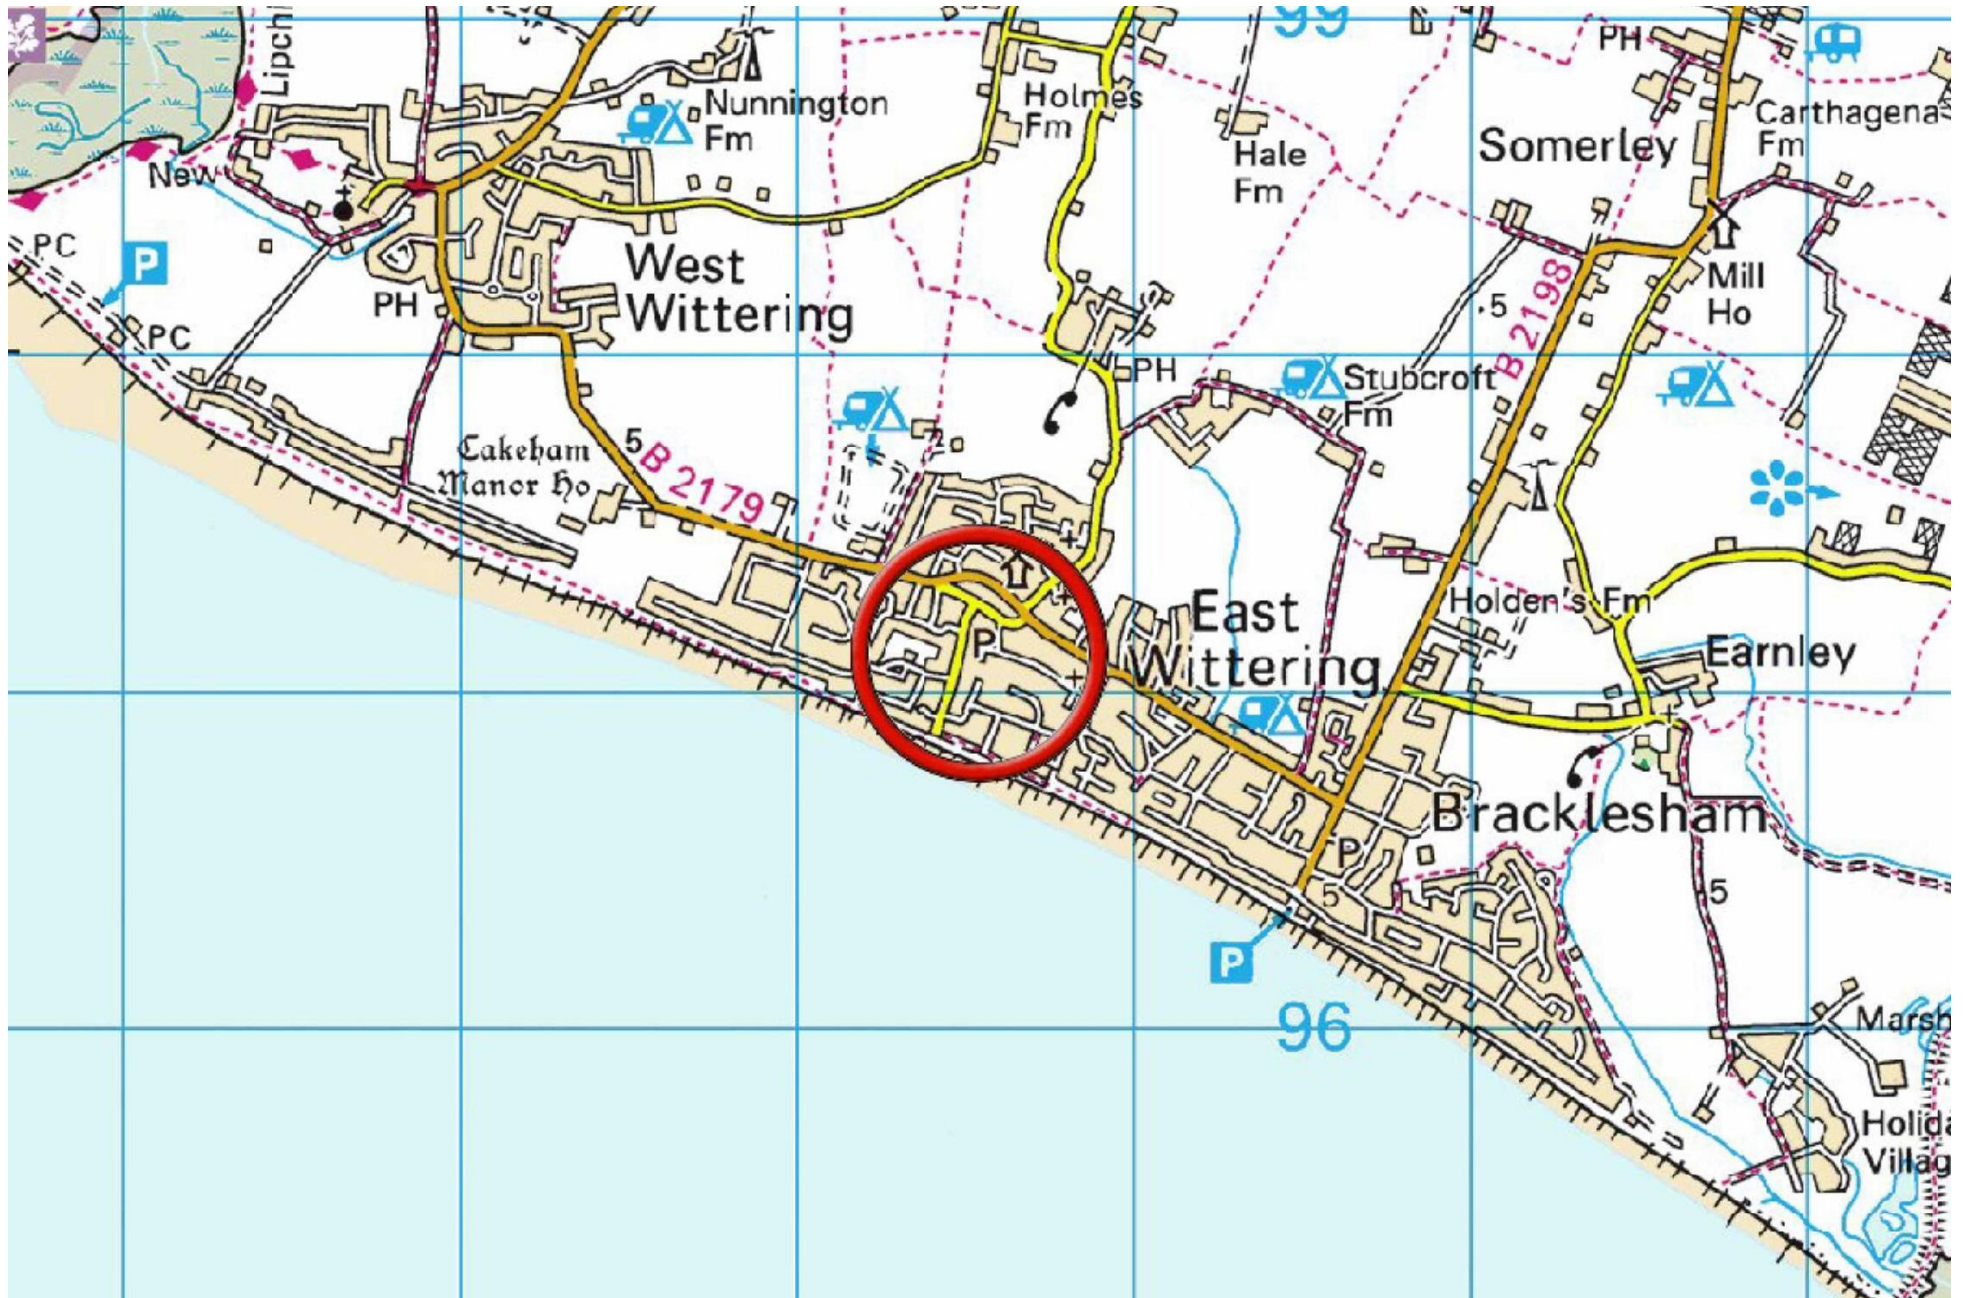 99
Lipchi
Nunnington
Fm
Holmes
Fm
Hale
Fm
PH
Carthagena
Fm
Somerley
New
PC
P
PC
PH
West
Wittering
Mill
Ho
.5
B 2198
PH
Stubcroft
Fm
Cakeham
Manor Ho
5
B 2179
East
Wittering
P
Holden's Fm
Earnley
Bracklesham
P
5
5
P
96
Marsh
Holida
Villag